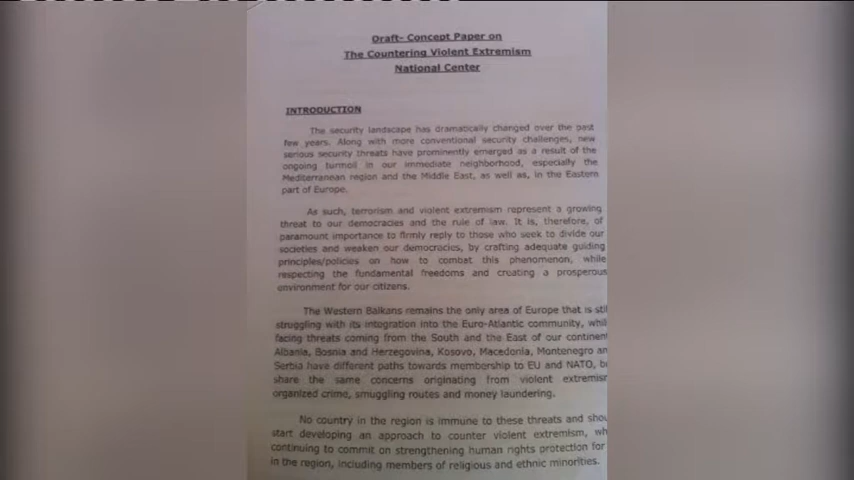 Draft- Concept Paper on
The Countering Violent Extremism
National Center
INTRODUCTION
The security landscape has dramatically changed over the past
few years. Along with more conventional security challenges, new
serious security threats have prominently emerged as a result of the
ongoing turmoil in our immediate neighborhood, especially the
Mediterranean region and the Middle East, as well as, in the Eastern
part of Europe.
As such, terrorism and violent extremism represent a growing
threat to our democracies and the rule of law. It is, therefore, of
paramount importance to firmly reply to those who seek to divide our
societies and weaken our democracies, by crafting adequate guiding
principles/policies on how to combat this phenomenon, while
respecting the fundamental freedoms and creating a prosperous
environment for our citizens.
The Western Balkans remains the only area of Europe that is stil
struggling with its integration into the Euro-Atlantic community, whil
facing threats coming from the South and the East of our continen
Albania, Bosnia and Herzegovina, Kosovo, Macedonia, Montenegro an
Serbia have different paths towards membership to EU and NATO, b
share the same concerns originating from violent extremis
organized crime, smuggling routes and money laundering.
No country in the region is immune to these threats and shou
start developing an approach to counter violent extremism, wh
continuing to commit on strengthening human rights protection for
in the region, including members of religious and ethnic minorities.